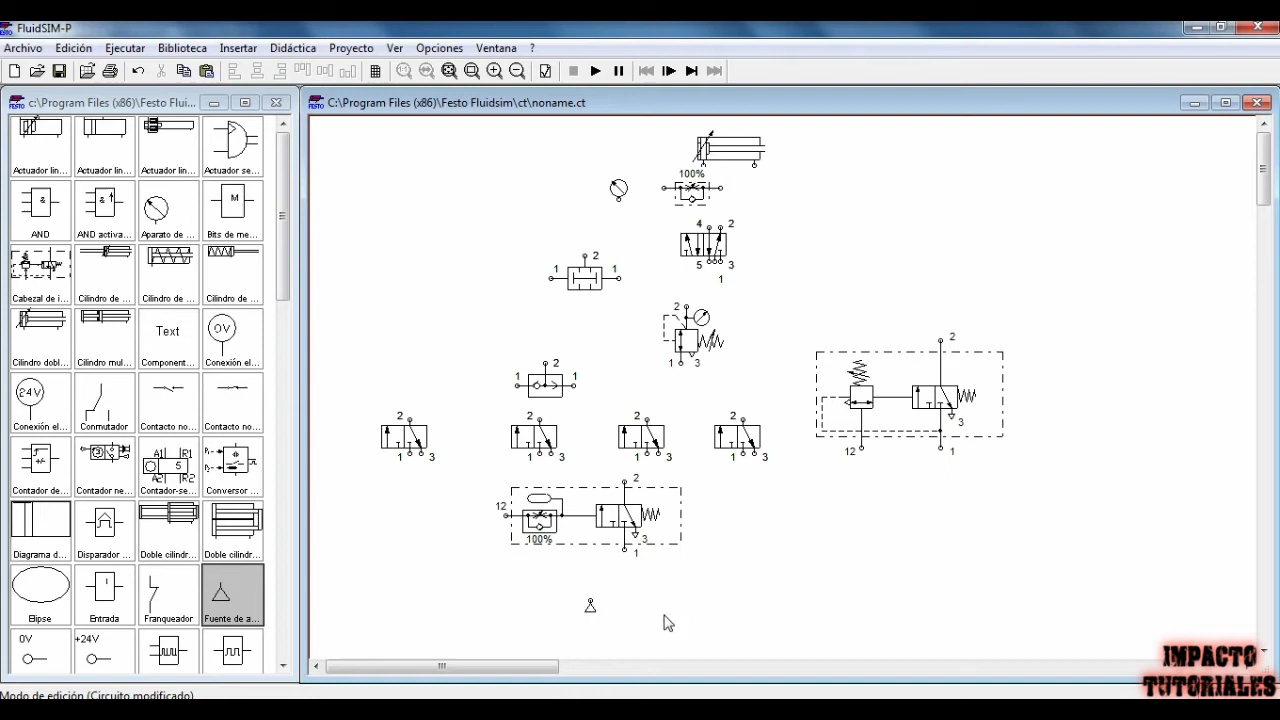 FluidSIM-P
Archivo Edición Ejecutar Biblioteca Insertar Didáctica Proyecto Ver Opciones Ventana ?
c:\Program Files (x86)\Festo Flui...
Actuador lin... Actuador lin... Actuador lin... Actuador se...
& & M
AND AND activa... Aparato de ... Bits de me...
Cabezal de i... Cilindro de ... Cilindro de ... Cilindro de ...
Text 0V
Cilindro dobl... Cilindro mul... Component... Conexión el...
24V
Conexión el... Conmutador Contacto no... Contacto no...
A1 R1
5
A2 R2
Contador de... Contador ne... Contador-se... Conversor ...
Diagrama d... Disparador ... Doble cilindr... Doble cilindr...
Elipse Entrada Franqueador Fuente de a...
0V +24V
C:\Program Files (x86)\Festo Fluidsim\ct\noname.ct
100%
4 2
5 3
1
2
1 1
2
1 3
2
1 1
2 2 2 2
1 3 1 3 1 3 1 3
2
12
3
100%
1
2
3
12 1
Modo de edición (Circuito modificado)
IMPACTO
TUTORIALES